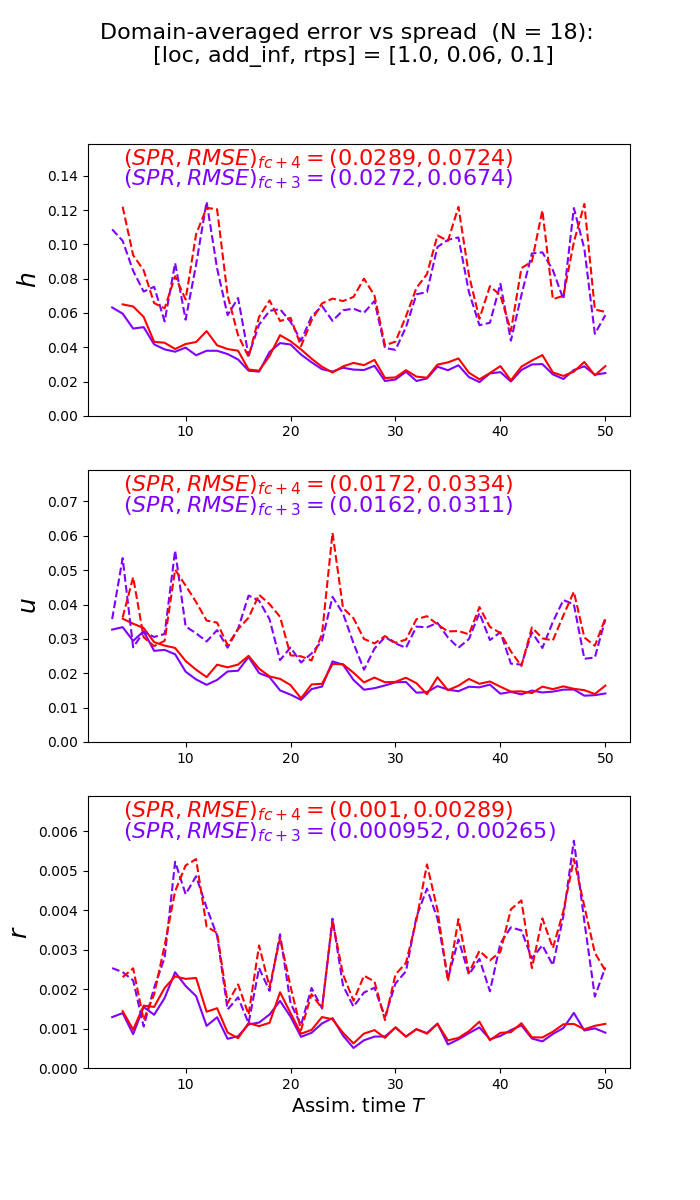 Domain-averaged error vs spread (N = 18):
[loc, add_inf, rtps] = [1.0, 0.06, 0.1]
(SPR, RMSE)fc+4 = (0.0289, 0.0724)
(SPR, RMSE)fc+3 = (0.0272, 0.0674)
0.14
0.12
0.10
0.08
0.06
0.04
0.02
0.00
h
10 20 30 40 50
(SPR, RMSE)fc+4 = (0.0172, 0.0334)
(SPR, RMSE)fc+3 = (0.0162, 0.0311)
0.07
0.06
0.05
0.04
0.03
0.02
0.01
0.00
u
10 20 30 40 50
(SPR, RMSE)fc+4 = (0.001, 0.00289)
(SPR, RMSE)fc+3 = (0.000952, 0.00265)
0.006
0.005
0.004
0.003
0.002
0.001
0.000
r
10 20 30 40 50
Assim. time T